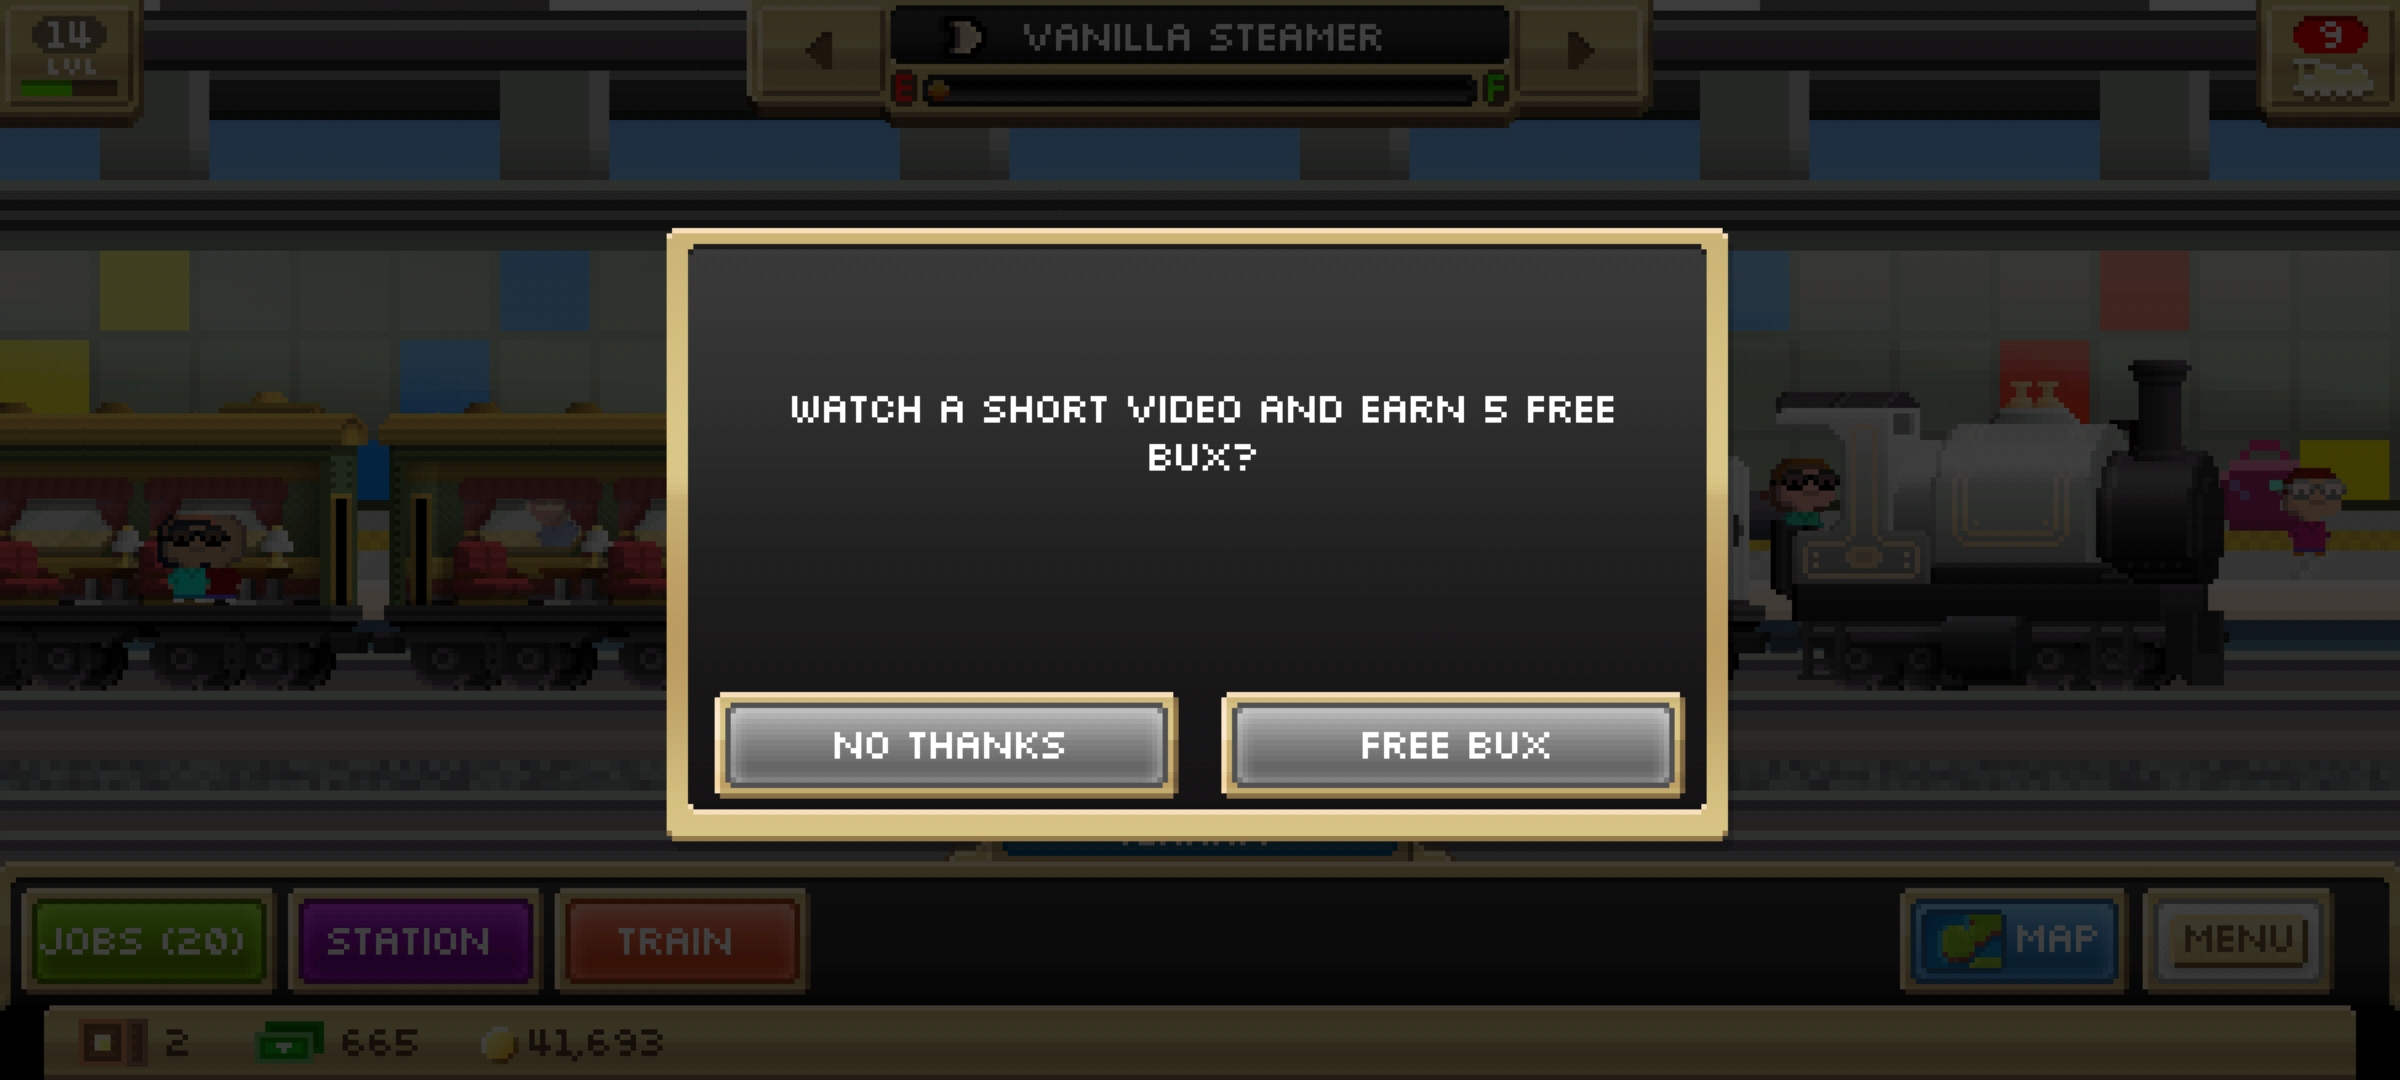 14
LVL
VANILLA STEAMER
E
F
9
WATCH A SHORT VIDEO AND EARN 5 FREE
BUX?
NO THANKS
FREE BUX
JOBS (20)
STATION
TRAIN
MAP
MENU
2
665
41,693